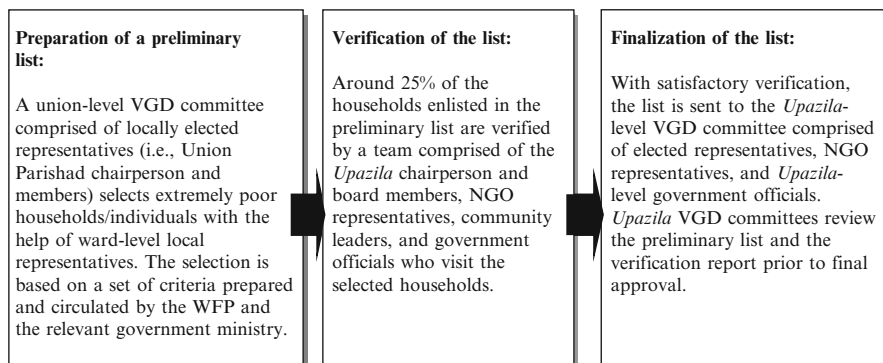 Preparation of a preliminary
list:
A union-level VGD committee
comprised of locally elected
representatives (i.e., Union
Parishad chairperson and
members) selects extremely poor
households/individuals with the
help of ward-level local
representatives. The selection is
based on a set of criteria prepared
and circulated by the WFP and
the relevant government ministry.
Verification of the list:
Around 25% of the
households enlisted in the
preliminary list are verified
by a team comprised of the
Upazila chairperson and
board members, NGO
representatives, community
leaders, and government
officials who visit the
selected households.
Finalization of the list:
With satisfactory verification,
the list is sent to the Upazila-
level VGD committee comprised
of elected representatives, NGO
representatives, and Upazila-
level government officials.
Upazila VGD committees review
the preliminary list and the
verification report prior to final
approval.